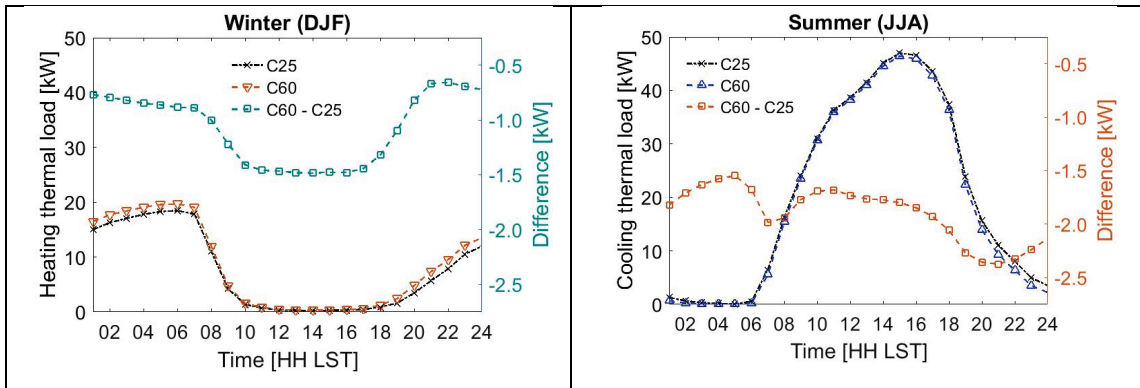 Winter (DJF)
50
40
30
20
10
0
Heating thermal load [kW]
C25
C60
C60 - C25
-0.5
-1.0
-1.5
-2.0
-2.5
Difference [kW]
02 04 06 08 10 12 14 16 18 20 22 24
Time [HH LST]
Summer (JJA)
50
40
30
20
10
0
Cooling thermal load [kW]
C25
C60
C60 - C25
-0.5
-1.0
-1.5
-2.0
-2.5
Difference [kW]
02 04 06 08 10 12 14 16 18 20 22 24
Time [HH LST]